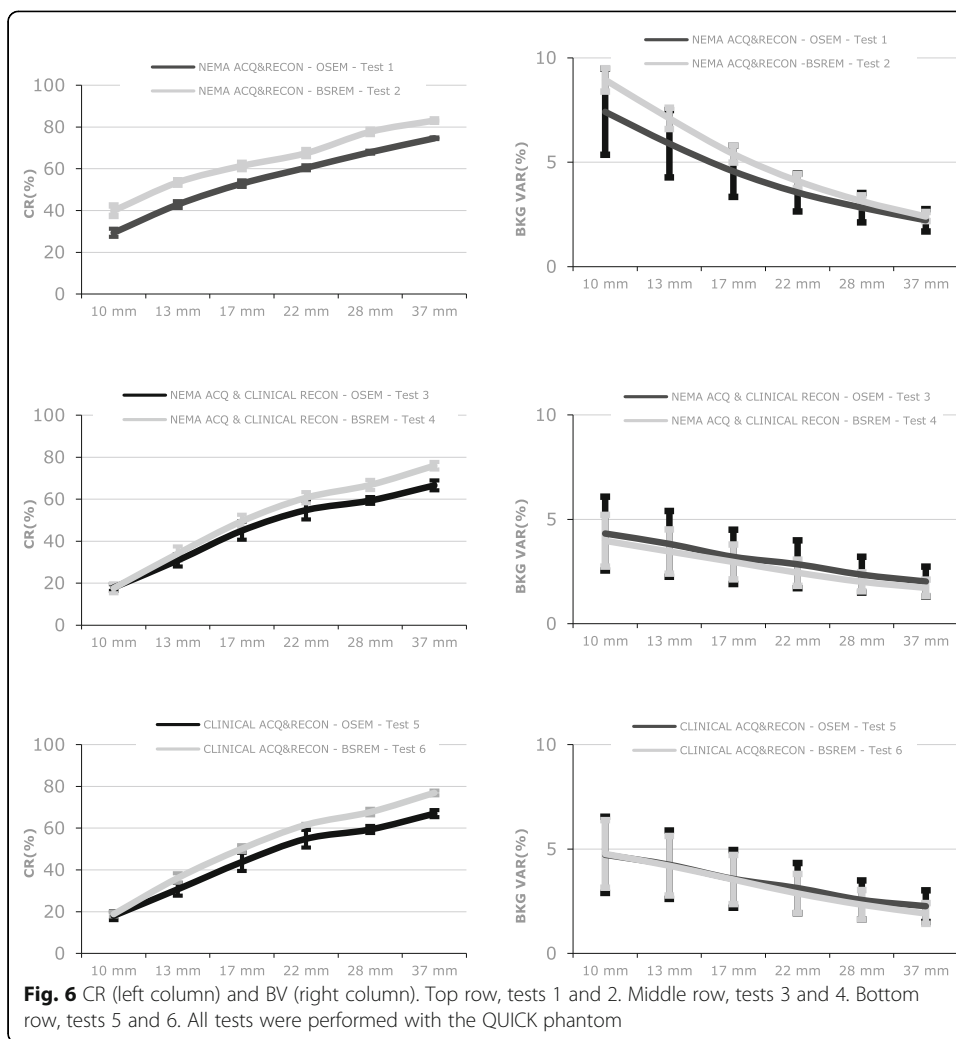 NEMA ACQ&RECON - OSEM - Test 1
NEMA ACQ&RECON - BSREM - Test 2
100
80
60
40
20
0
CR(%)
10 mm 13 mm 17 mm 22 mm 28 mm 37 mm
NEMA ACQ&RECON - OSEM - Test 1
NEMA ACQ&RECON -BSREM - Test 2
10
5
0
BKG VAR(%)
10 mm 13 mm 17 mm 22 mm 28 mm 37 mm
NEMA ACQ & CLINICAL RECON - OSEM - Test 3
NEMA ACQ & CLINICAL RECON - BSREM - Test 4
100
80
60
40
20
0
CR(%)
10 mm 13 mm 17 mm 22 mm 28 mm 37 mm
NEMA ACQ & CLINICAL RECON - OSEM - Test 3
NEMA ACQ & CLINICAL RECON - BSREM - Test 4
10
5
0
BKG VAR(%)
10 mm 13 mm 17 mm 22 mm 28 mm 37 mm
CLINICAL ACQ&RECON - OSEM - Test 5
CLINICAL ACQ&RECON - BSREM - Test 6
100
80
60
40
20
0
CR(%)
10 mm 13 mm 17 mm 22 mm 28 mm 37 mm
CLINICAL ACQ&RECON - OSEM - Test 5
CLINICAL ACQ&RECON - BSREM - Test 6
10
5
0
BKG VAR(%)
10 mm 13 mm 17 mm 22 mm 28 mm 37 mm
Fig. 6 CR (left column) and BV (right column). Top row, tests 1 and 2. Middle row, tests 3 and 4. Bottom
row, tests 5 and 6. All tests were performed with the QUICK phantom